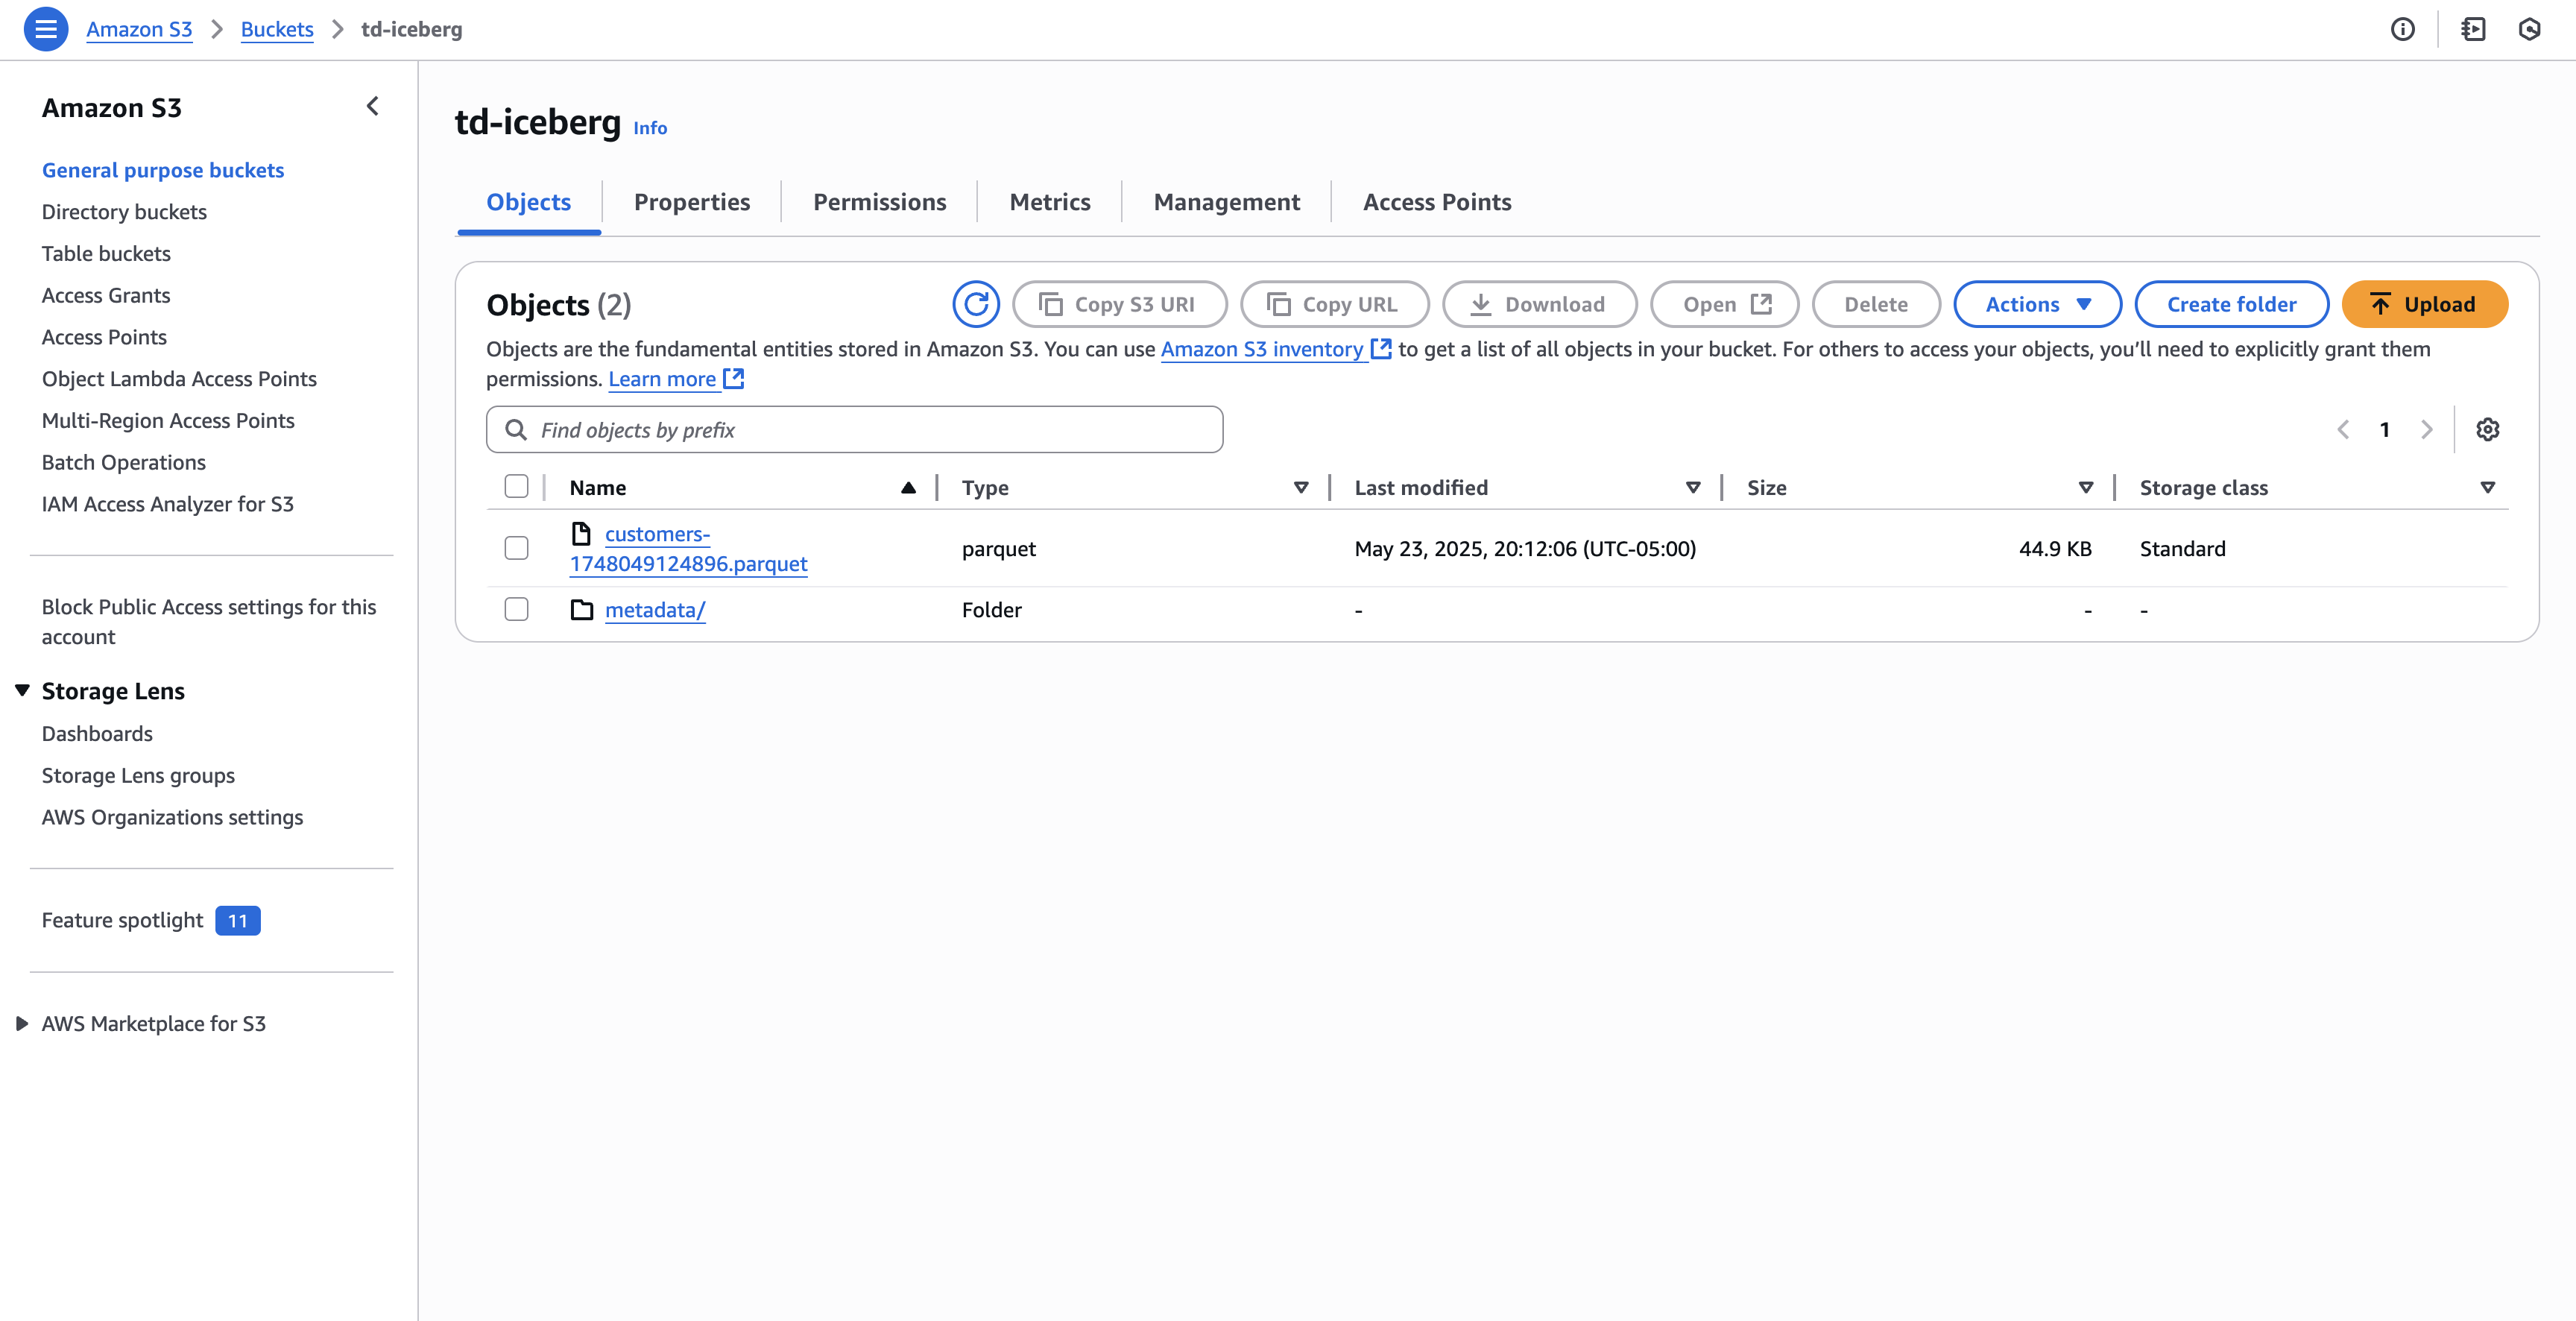 Amazon S3 > Buckets > td-iceberg
Amazon S3
General purpose buckets
Directory buckets
Table buckets
Access Grants
Access Points
Object Lambda Access Points
Multi-Region Access Points
Batch Operations
IAM Access Analyzer for S3
Block Public Access settings for this
account
Storage Lens
Dashboards
Storage Lens groups
AWS Organizations settings
Feature spotlight 11
AWS Marketplace for S3
td-iceberg Info
Objects Properties Permissions Metrics Management Access Points
Objects (2) Copy S3 URI Copy URL Download Open Delete Actions Create folder Upload
Objects are the fundamental entities stored in Amazon S3. You can use Amazon S3 inventory to get a list of all objects in your bucket. For others to access your objects, you’ll need to explicitly grant them
permissions. Learn more
Find objects by prefix 1
Name Type Last modified Size Storage class
customers-
1748049124896.parquet parquet May 23, 2025, 20:12:06 (UTC-05:00) 44.9 KB Standard
metadata/ Folder - - -